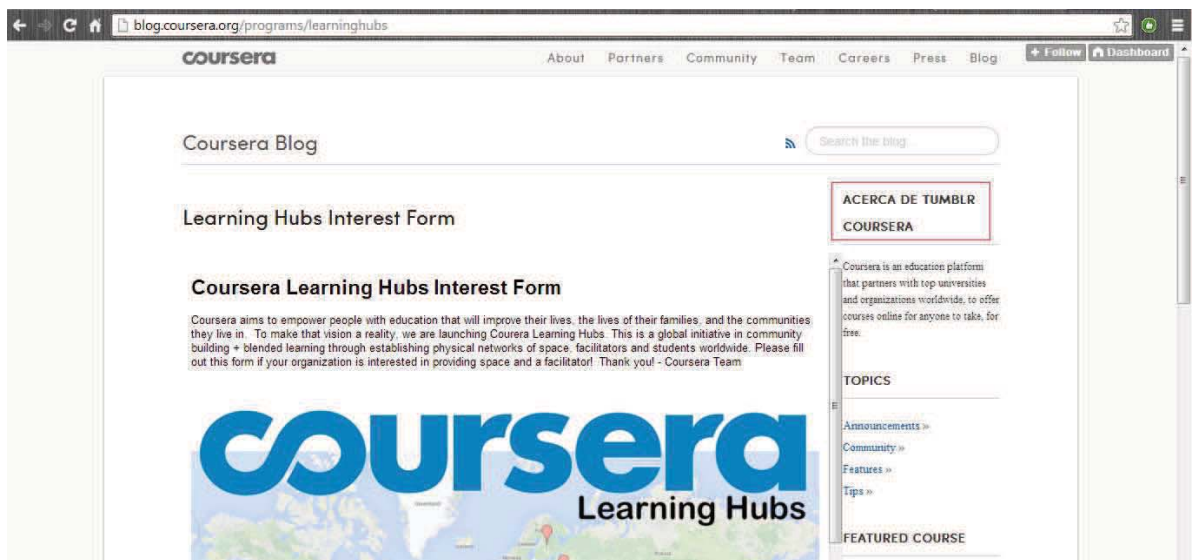 blog.coursera.org/programs/learninghubs
coursera
About Partners Community Team Careers Press Blog
+ Follow Dashboard
Coursera Blog
Search the blog
Learning Hubs Interest Form
Coursera Learning Hubs Interest Form
Coursera aims to empower people with education that will improve their lives, the lives of their families, and the communities
they live in. To make that vision a reality, we are launching Courera Learning Hubs. This is a global initiative in community
building + blended learning through establishing physical networks of space, facilitators and students worldwide. Please fill
out this form if your organization is interested in providing space and a facilitator! Thank you! - Coursera Team
coursera
Learning Hubs
ACERCA DE TUMBLR
COURSERA
Coursera is an education platform
that partners with top universities
and organizations worldwide, to offer
courses online for anyone to take, for
free.
TOPICS
Announcements »
Community »
Features »
Tips »
FEATURED COURSE